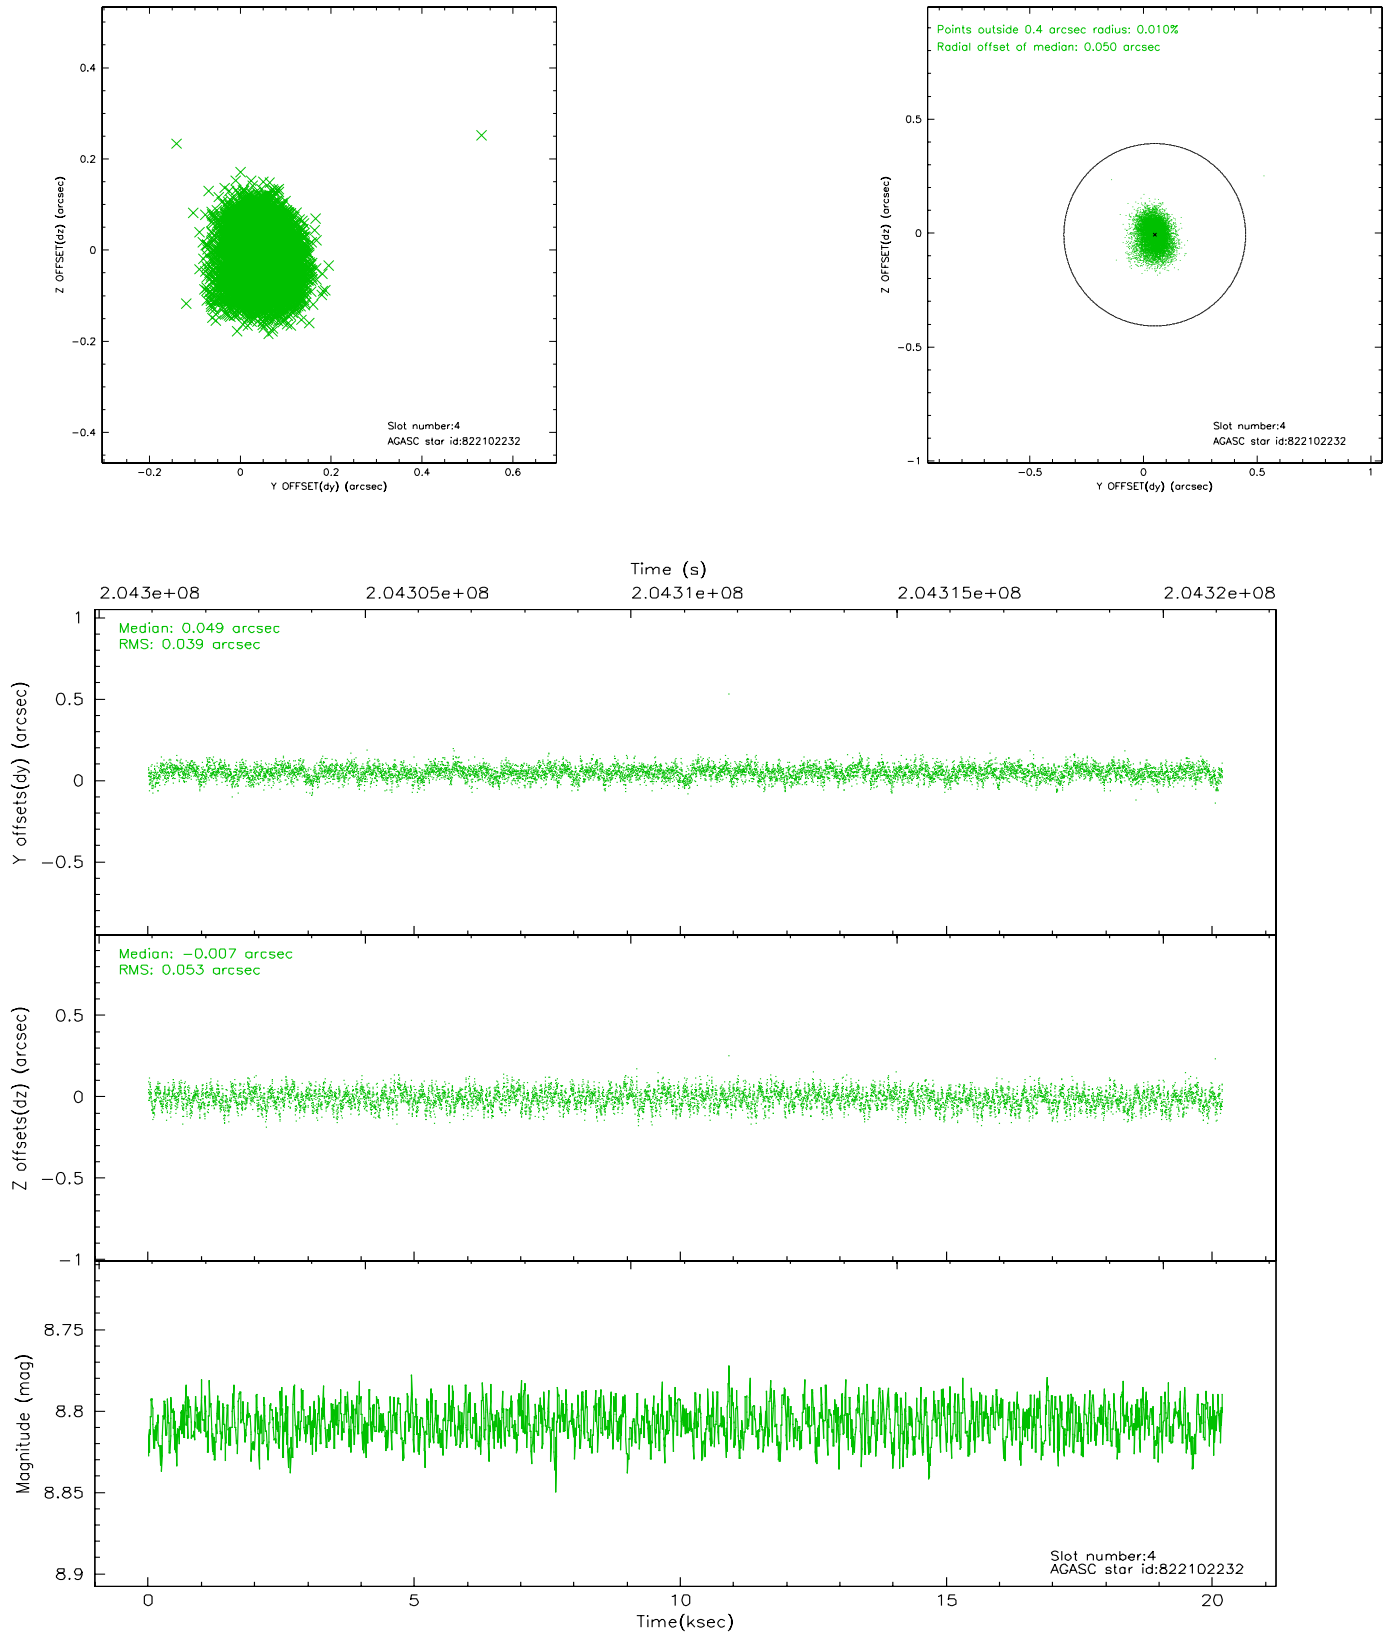 0.4
0.2
0
-0.2
-0.4
Z OFFSET(dz) (arcsec)
Slot number:4
AGASC star id:822102232
-0.2 0 0.2 0.4 0.6
Y OFFSET(dy) (arcsec)
Points outside 0.4 arcsec radius: 0.010%
Radial offset of median: 0.050 arcsec
0.5
0
-0.5
-1
Z OFFSET(dz) (arcsec)
Slot number:4
AGASC star id:822102232
-0.5 0 0.5 1
Y OFFSET(dy) (arcsec)
Time (s)
2.043e+08 2.04305e+08 2.0431e+08 2.04315e+08 2.0432e+08
Median: 0.049 arcsec
RMS: 0.039 arcsec
1
0.5
0
-0.5
Y offsets(dy) (arcsec)
Median: -0.007 arcsec
RMS: 0.053 arcsec
0.5
0
-0.5
-1
Z offsets(dz) (arcsec)
8.75
8.8
8.85
8.9
Magnitude (mag)
Slot number:4
AGASC star id:822102232
0 5 10 15 20
Time(ksec)